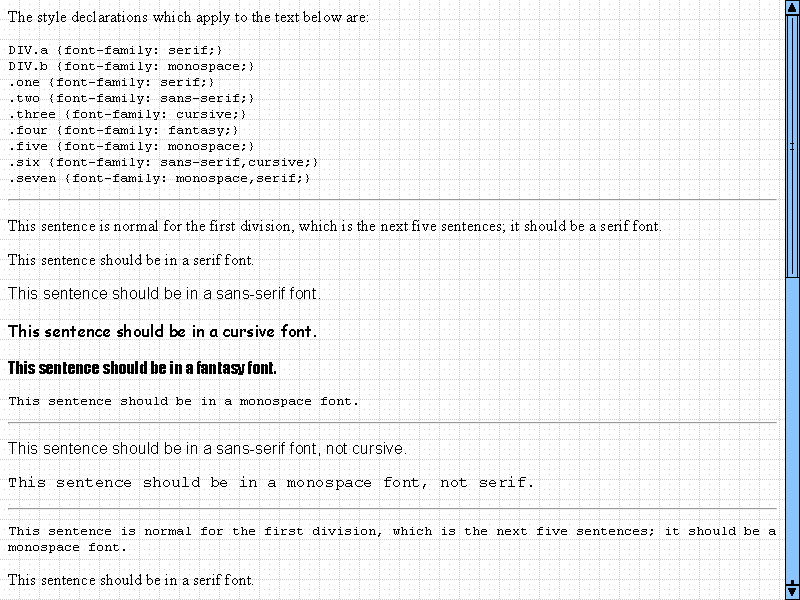 The style declarations which apply to the text below are:
DIV.a {font-family: serif;}
DIV.b {font-family: monospace;}
.one {font-family: serif;}
.two {font-family: sans-serif;}
.three {font-family: cursive;}
.four {font-family: fantasy;}
.five {font-family: monospace;}
.six {font-family: sans-serif,cursive;}
.seven {font-family: monospace,serif;}
This sentence is normal for the first division, which is the next five sentences; it should be a serif font.
This sentence should be in a serif font.
This sentence should be in a sans-serif font.
This sentence should be in a cursive font.
This sentence should be in a fantasy font.
This sentence should be in a monospace font.
This sentence should be in a sans-serif font, not cursive.
This sentence should be in a monospace font, not serif.
This sentence is normal for the first division, which is the next five sentences; it should be a
monospace font.
This sentence should be in a serif font.